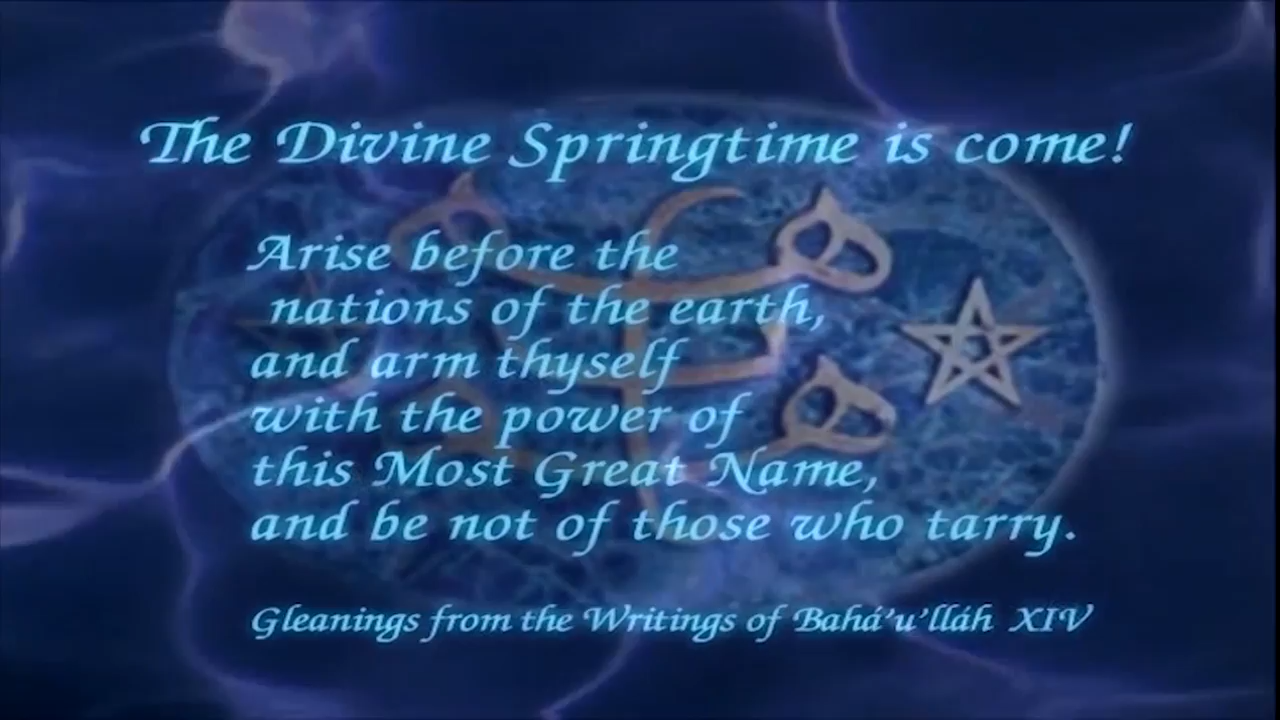 The Divine Springtime is come!
Arise before the
nations of the earth,
and arm thyself
with the power of
this Most Great Name,
and be not of those who tarry.
Gleanings from the Writings of Bahá’u’lláh XIV